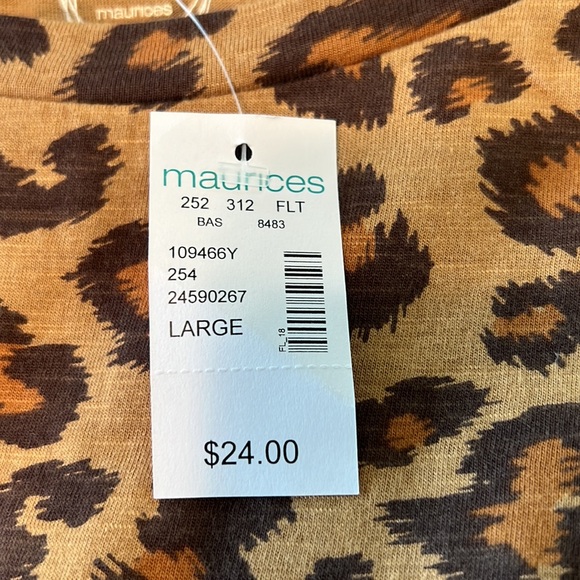 maurices
maurices
252 312 FLT
BAS 8483
109466Y
254
24590267
LARGE
FL_18
$24.00